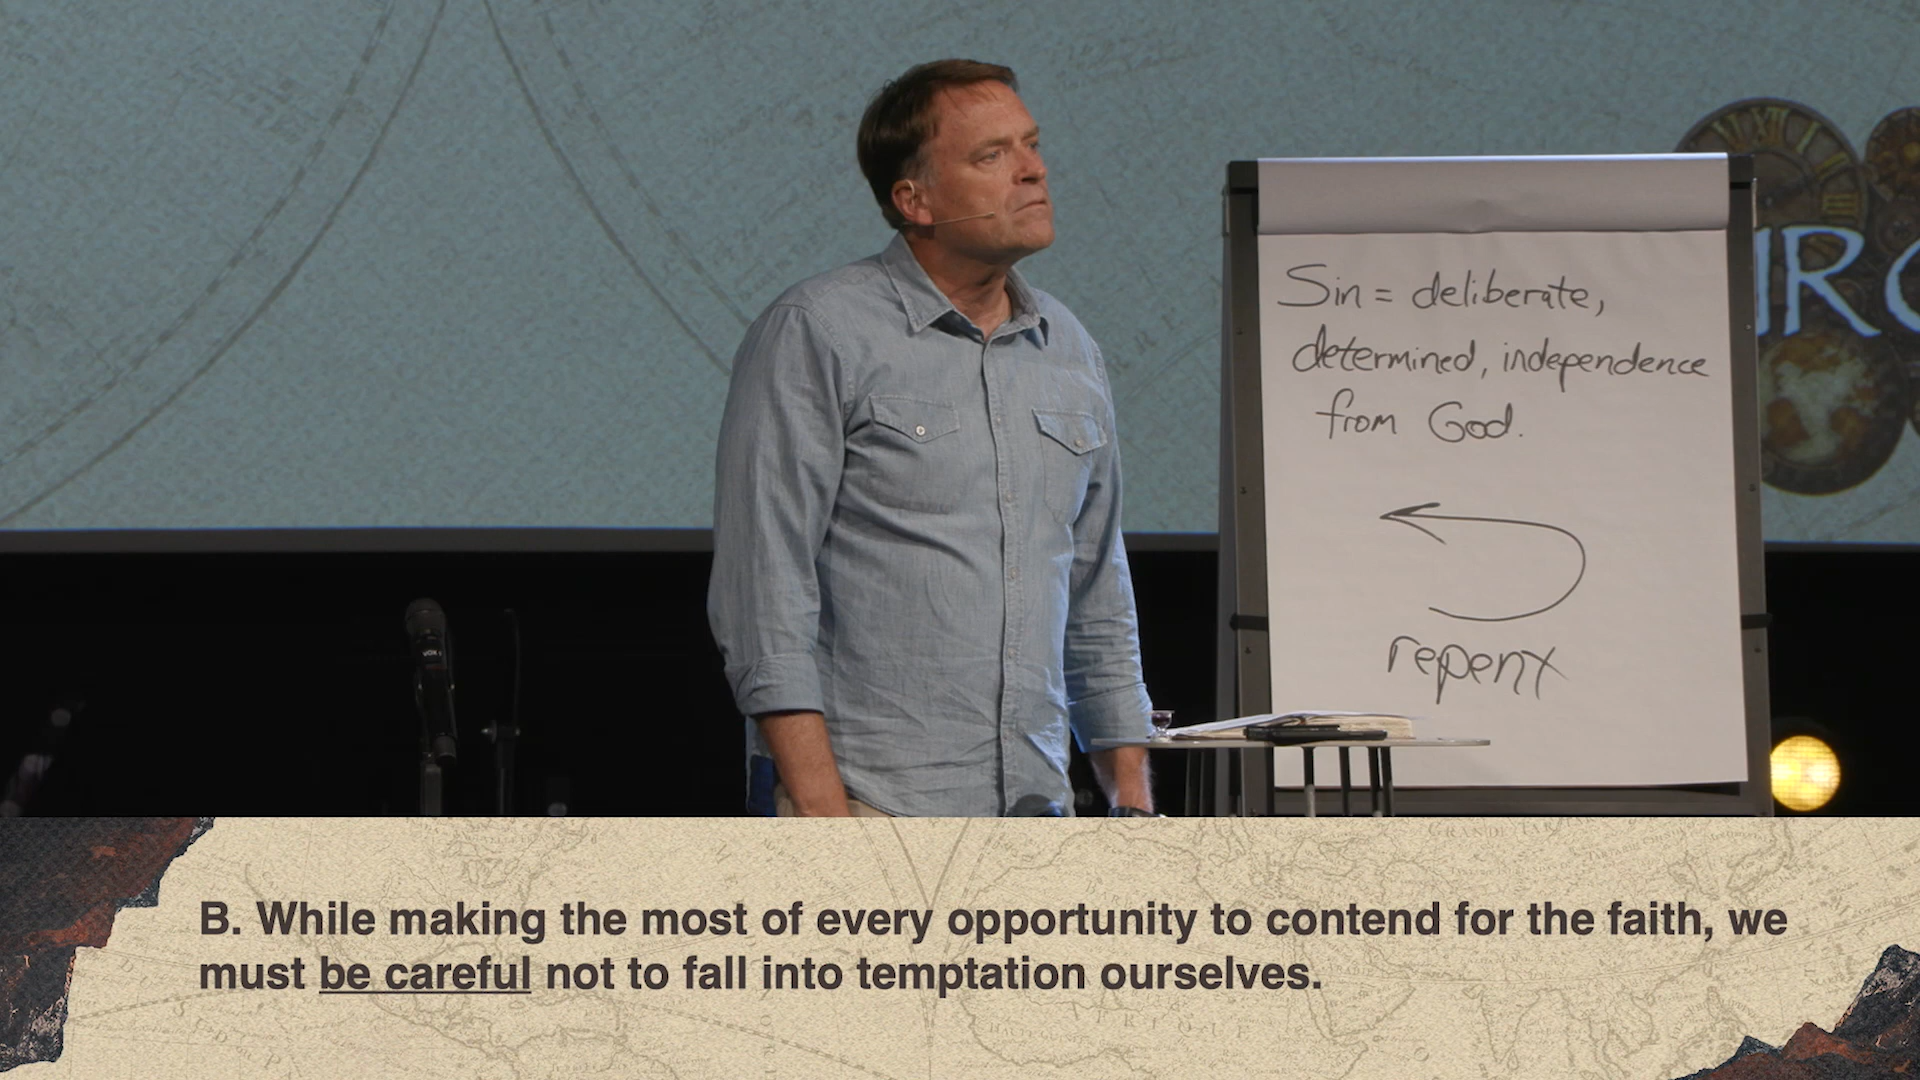 Sin = deliberate,
determined, independence
from God.
repent
B. While making the most of every opportunity to contend for the faith, we
must be careful not to fall into temptation ourselves.